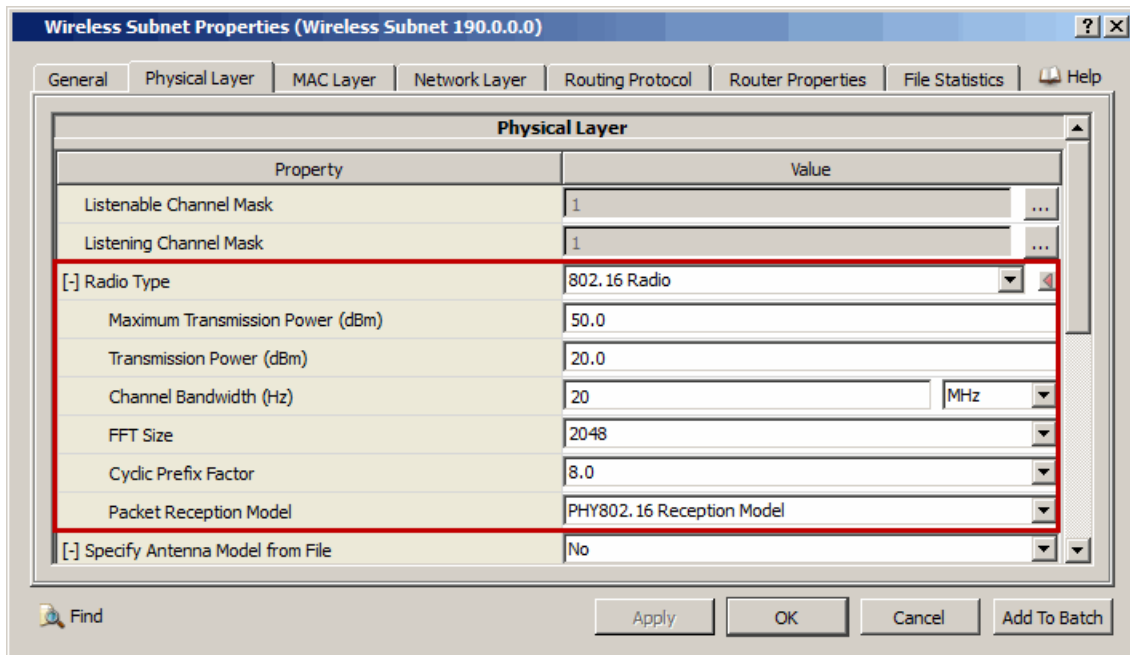 Wireless Subnet Properties (Wireless Subnet 190.0.0.0)
General Physical Layer MAC Layer Network Layer Routing Protocol Router Properties File Statistics Help
Physical Layer
Property Value
Listenable Channel Mask 1 ...
Listening Channel Mask 1 ...
[-] Radio Type 802.16 Radio
Maximum Transmission Power (dBm) 50.0
Transmission Power (dBm) 20.0
Channel Bandwidth (Hz) 20 MHz
FFT Size 2048
Cyclic Prefix Factor 8.0
Packet Reception Model PHY802.16 Reception Model
[-] Specify Antenna Model from File No
Find Apply OK Cancel Add To Batch